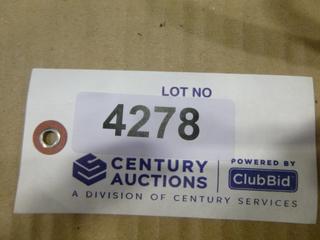 LOT NO
4278
CENTURY AUCTIONS
POWERED BY
ClubBid
A DIVISION OF CENTURY SERVICES